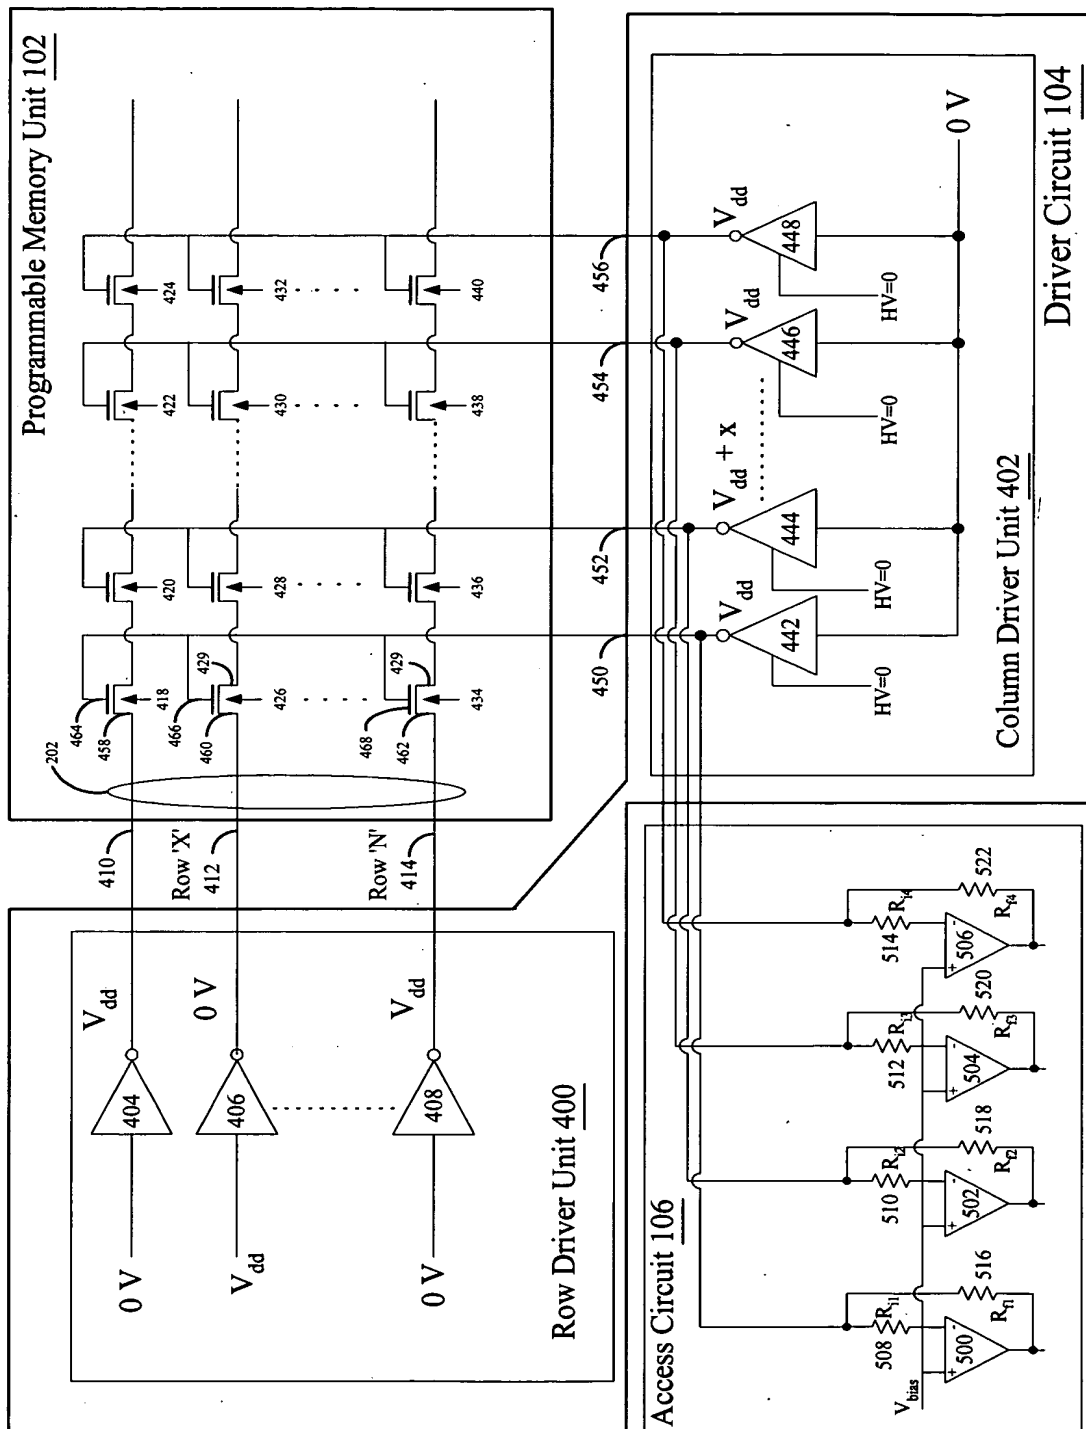 Programmable Memory Unit 102
424
432
440
422
430
438
420
428
436
464
458
418
466
460
429
426
468
462
429
434
202
410
Row 'X'
412
Row 'N'
414
V_dd
0 V
V_dd
404
406
408
0 V
V_dd
0 V
Row Driver Unit 400
456
454
452
450
V_dd
448
HV=0
V_dd
446
HV=0
V_dd + x
444
HV=0
V_dd
442
HV=0
0 V
Column Driver Unit 402
Driver Circuit 104
Access Circuit 106
V_bias
508
R_i1
500
516
R_f1
510
R_i2
502
518
R_f2
512
R_i3
504
520
R_f3
514
R_i4
506
522
R_f4